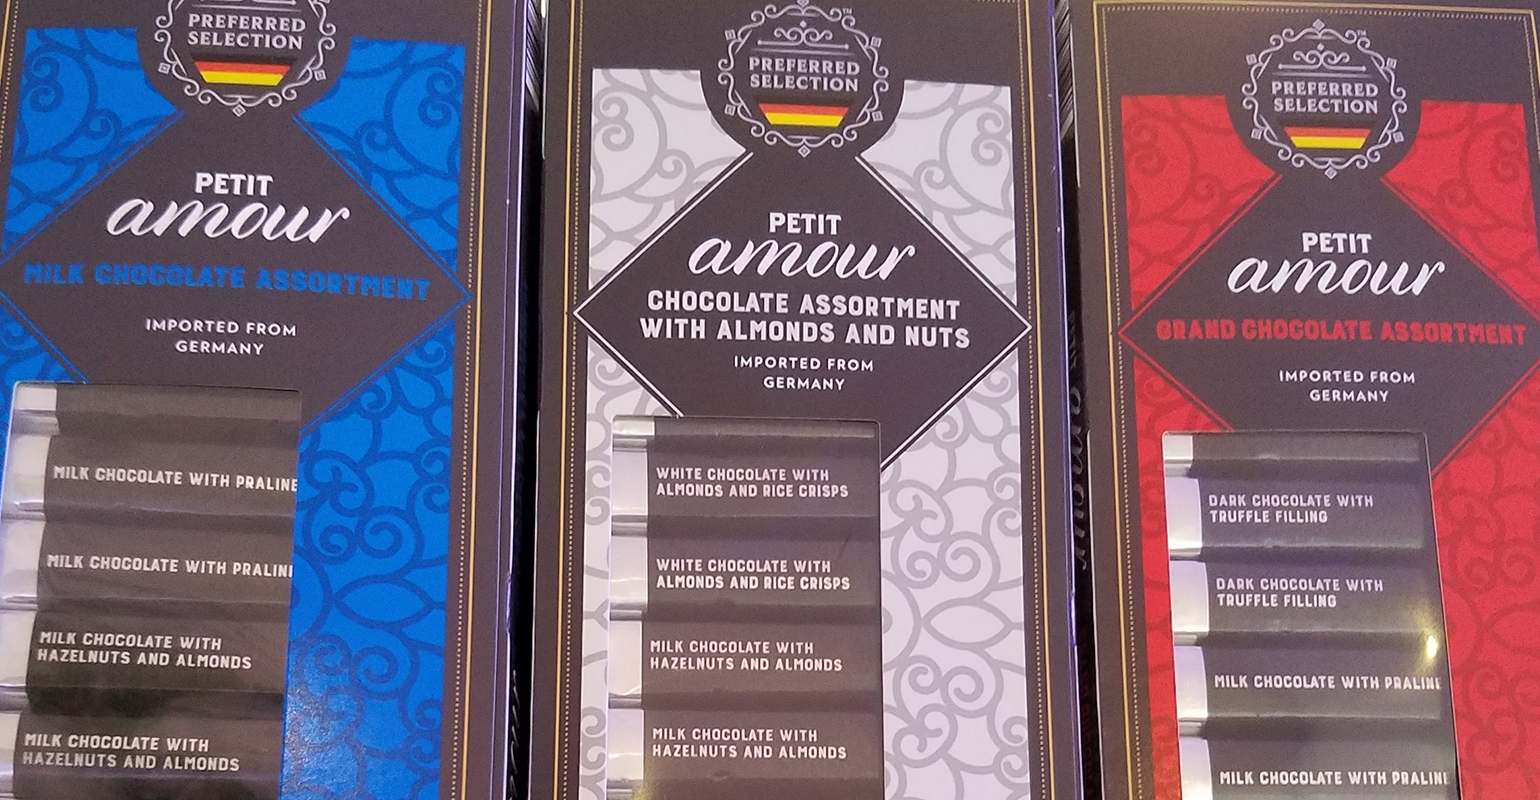 PREFERRED
SELECTION
PETIT
amour
MILK CHOCOLATE ASSORTMENT
IMPORTED FROM
GERMANY
MILK CHOCOLATE WITH PRALINE
MILK CHOCOLATE WITH PRALINE
MILK CHOCOLATE WITH
HAZELNUTS AND ALMONDS
MILK CHOCOLATE WITH
HAZELNUTS AND ALMONDS
PREFERRED
SELECTION
PETIT
amour
CHOCOLATE ASSORTMENT
WITH ALMONDS AND NUTS
IMPORTED FROM
GERMANY
WHITE CHOCOLATE WITH
ALMONDS AND RICE CRISPS
WHITE CHOCOLATE WITH
ALMONDS AND RICE CRISPS
MILK CHOCOLATE WITH
HAZELNUTS AND ALMONDS
MILK CHOCOLATE WITH
HAZELNUTS AND ALMONDS
TM
PREFERRED
SELECTION
PETIT
amour
GRAND CHOCOLATE ASSORTMENT
IMPORTED FROM
GERMANY
DARK CHOCOLATE WITH
TRUFFLE FILLING
DARK CHOCOLATE WITH
TRUFFLE FILLING
MILK CHOCOLATE WITH PRALINE
MILK CHOCOLATE WITH PRALINE